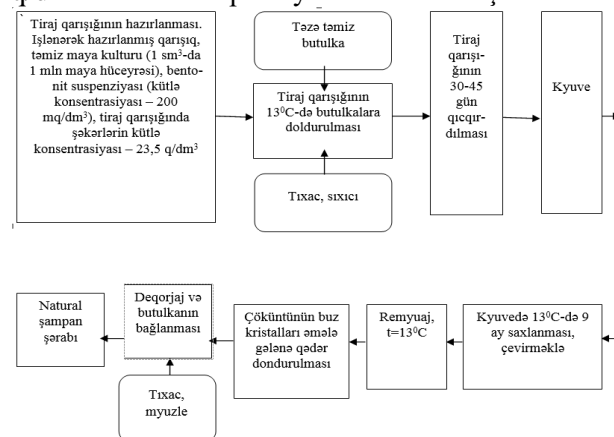 Tiraj qarışığının hazırlanması.
İşlənərək hazırlanmış qarışıq,
təmiz maya kulturu (1 sm³-da
1 mln maya hüceyrəsi), bento-
nit suspenziyası (kütlə
konsentrasiyası – 200
mq/dm³), tiraj qarışığında
şəkərlərin kütlə
konsentrasiyası – 23,5 q/dm³
Təzə təmiz
butulka
Tiraj qarışığının
13⁰C-də butulkalara
doldurulması
Tıxac, sıxıcı
Tiraj
qarışı-
ğının
30-45
gün
qıcqır-
dılması
Kyuve
Kyuvedə 13⁰C-də 9
ay saxlanması,
çevirməklə
Remyuaj,
t=13⁰C
Çöküntünün buz
kristalları əmələ
gələnə qədər
dondurulması
Deqorjaj və
butulkanın
bağlanması
Tıxac,
myuzle
Natural
şampan
şərabı